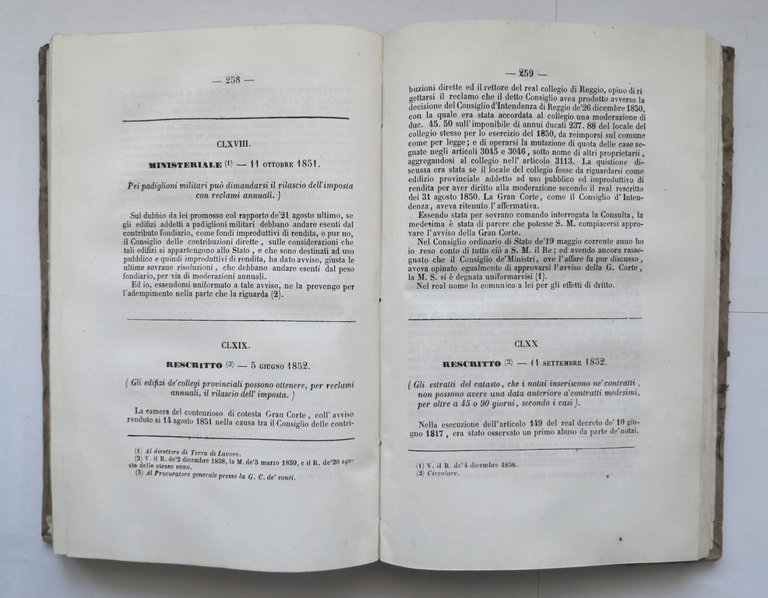 — 258 —
CLXVIII.
MINISTERIALE (1) — 11 OTTOBRE 1851.
Pei padiglioni militari può dimandarsi il rilascio dell'imposta
con reclami annuali. )
Sul dubbio da lei promosso col rapporto de'21 agosto ultimo, se
gli edifizi addetti a padiglioni militari debbano andare esenti dal
contributo fondiario, come fondi improduttivi di rendita, o pur no,
il Consiglio delle contribuzioni dirette, sulle considerazioni che
tali edifizi si appartengono allo Stato, e che sono destinati ad uso
pubblico e quindi improduttivi di rendita, ha dato avviso, giusta le
ultime sovrane risoluzioni, che debbano andare esenti dal peso
fondiario, per via di moderazioni annuali.
Ed io, essendomi uniformato a tale avviso, ne la prevengo per
l'adempimento nella parte che la riguarda (2).
CLXIX.
RESCRITTO (3) — 5 GIUGNO 1852.
( Gli edifizi de'collegi provinciali possono ottenere, per reclami
annuali, il rilascio dell' imposta. )
La camera del contenzioso di cotesta Gran Corte, coll'avviso
renduto ai 14 agosto 1851 nella causa tra il Consiglio delle contri-
(1) Al direttore di Terra di Lavoro.
(2) V. il R. de'2 dicembre 1858, la M. de'5 marzo 1859, e il R. de'20 ago-
sto dello stesso anno.
(3) Al Procuratore generale presso la G. C. de' conti.
— 259 —
buzioni dirette ed il rettore del real collegio di Reggio, opino di ri-
gettarsi il reclamo che il detto Consiglio avea prodotto avverso la
decisione del Consiglio d'Intendenza di Reggio de'26 dicembre 1850,
con la quale era stata accordata al collegio una moderazione di
duc. 45. 50 sull'imponibile di annui ducati 237. 88 del locale del
collegio stesso per lo esercizio del 1850, da reimporsi sul comune
come per legge; e di operarsi la mutazione di quota delle case se-
gnate negli articoli 3045 e 3046, sotto nome di altri proprietarii,
aggregandosi al collegio nell' articolo 3113. La quistione di-
scussa era stata se il locale del collegio fosse da riguardarsi come
edifizio provinciale addetto ad uso pubblico ed improduttivo di
rendita per aver diritto alla moderazione secondo il real rescritto
dei 31 agosto 1850. La Gran Corte, come il Consiglio d'Inten-
denza, aveva ritenuto l' affermativa.
Essendo stata per sovrano comando interrogata la Consulta, la
medesima è stata di parere che potesse S. M. compiacersi appro-
vare l'avviso della Gran Corte.
Nel Consiglio ordinario di Stato de'19 maggio corrente anno ho
io reso conto di tutto ciò a S. M. il Re; ed avendo ancora rasse-
gnato che il Consiglio de'Ministri, ove l'affare fu pur discusso,
aveva opinato egualmente di approvarsi l'avviso della G. Corte,
la M. S. si è degnata uniformarvisi (1).
Nel real nome lo comunico a lei per gli effetti di dritto.
CLXX
RESCRITTO (2) — 11 SETTEMBRE 1852.
( Gli estratti del catasto, che i notai inseriscono ne'contratti,
non possono avere una data anteriore a'contratti medesimi,
per oltre a 45 o 90 giorni, secondo i casi ).
Nella esecuzione dell'articolo 149 del real decreto de' 10 giu-
gno 1817, era stato osservato un primo abuso da parte de'notai.
(1) V. il R. de'4 dicembre 1858.
(2) Circolare.